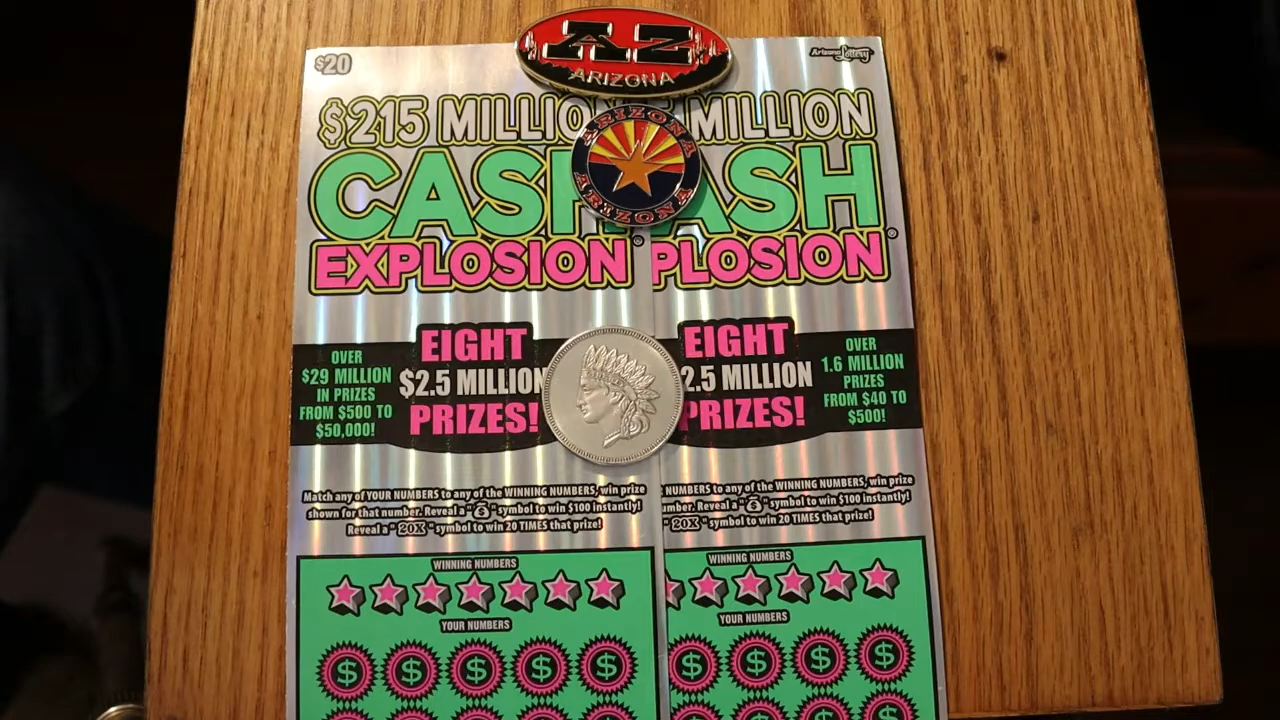 AZ
ARIZONA
$20
Arizona Lottery
$215 MILLIO
MILLION
ARIZONA
ARIZONA
CASH
ASH
EXPLOSION®
PLOSION®
OVER
$29 MILLION
IN PRIZES
FROM $500 TO
$50,000!
EIGHT
$2.5 MILLION
PRIZES!
EIGHT
2.5 MILLION
PRIZES!
OVER
1.6 MILLION
PRIZES
FROM $40 TO
$500!
Match any of YOUR NUMBERS to any of the WINNING NUMBERS, win prize
shown for that number. Reveal a " $ " symbol to win $100 instantly!
Reveal a " 20X " symbol to win 20 TIMES that prize!
NUMBERS to any of the WINNING NUMBERS, win prize
mber. Reveal a " $ " symbol to win $100 instantly!
" 20X " symbol to win 20 TIMES that prize!
WINNING NUMBERS
YOUR NUMBERS
$ $ $ $ $
WINNING NUMBERS
YOUR NUMBERS
$ $ $ $